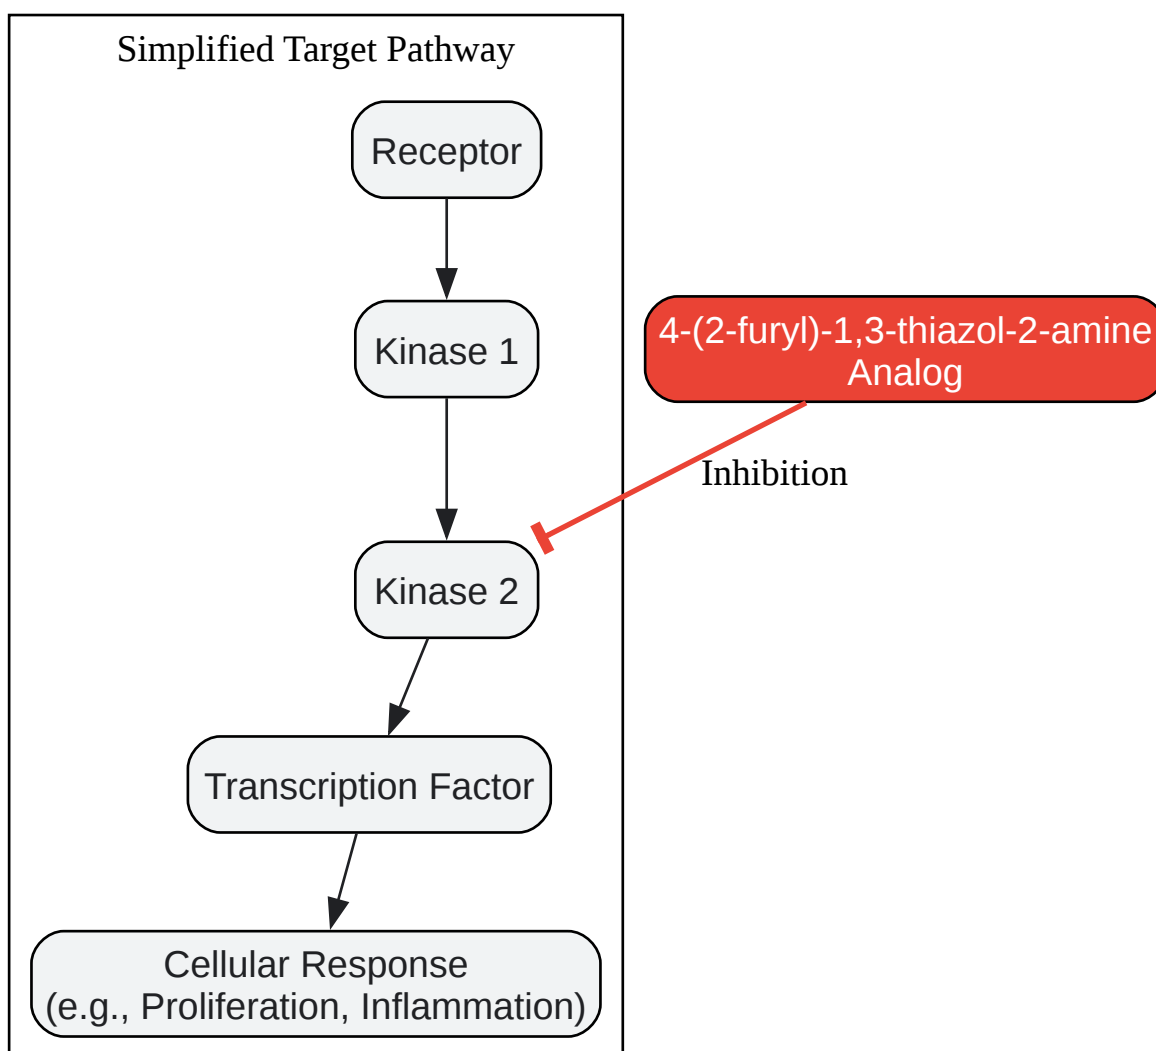 Simplified Target Pathway
Receptor
Kinase 1
4-(2-furyl)-1,3-thiazol-2-amine
Analog
Inhibition
Kinase 2
Transcription Factor
Cellular Response
(e.g., Proliferation, Inflammation)